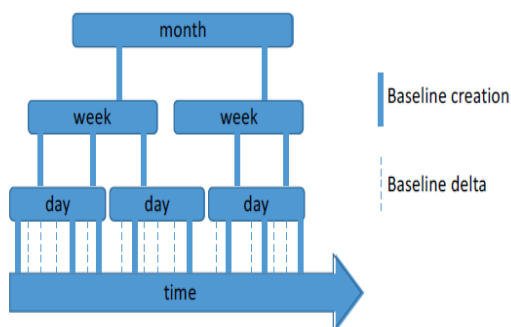 month
week
week
Baseline creation
Baseline delta
day
day
day
time